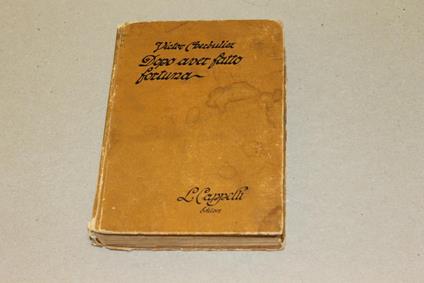 Victor Cherbuliez
Dopo aver fatto
fortuna
L. Cappelli
Editore